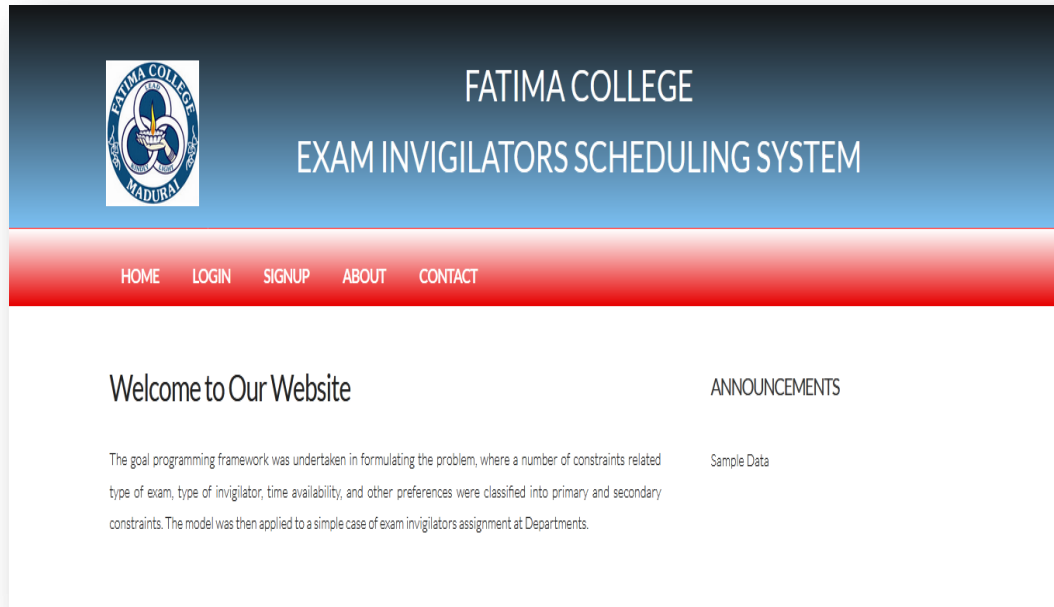 FATIMA COLLEGE
LEAD
KINDLY LIGHT
MADURAI
FATIMA COLLEGE
EXAM INVIGILATORS SCHEDULING SYSTEM
HOME LOGIN SIGNUP ABOUT CONTACT
Welcome to Our Website
The goal programming framework was undertaken in formulating the problem, where a number of constraints related
type of exam, type of invigilator, time availability, and other preferences were classified into primary and secondary
constraints. The model was then applied to a simple case of exam invigilators assignment at Departments.
ANNOUNCEMENTS
Sample Data